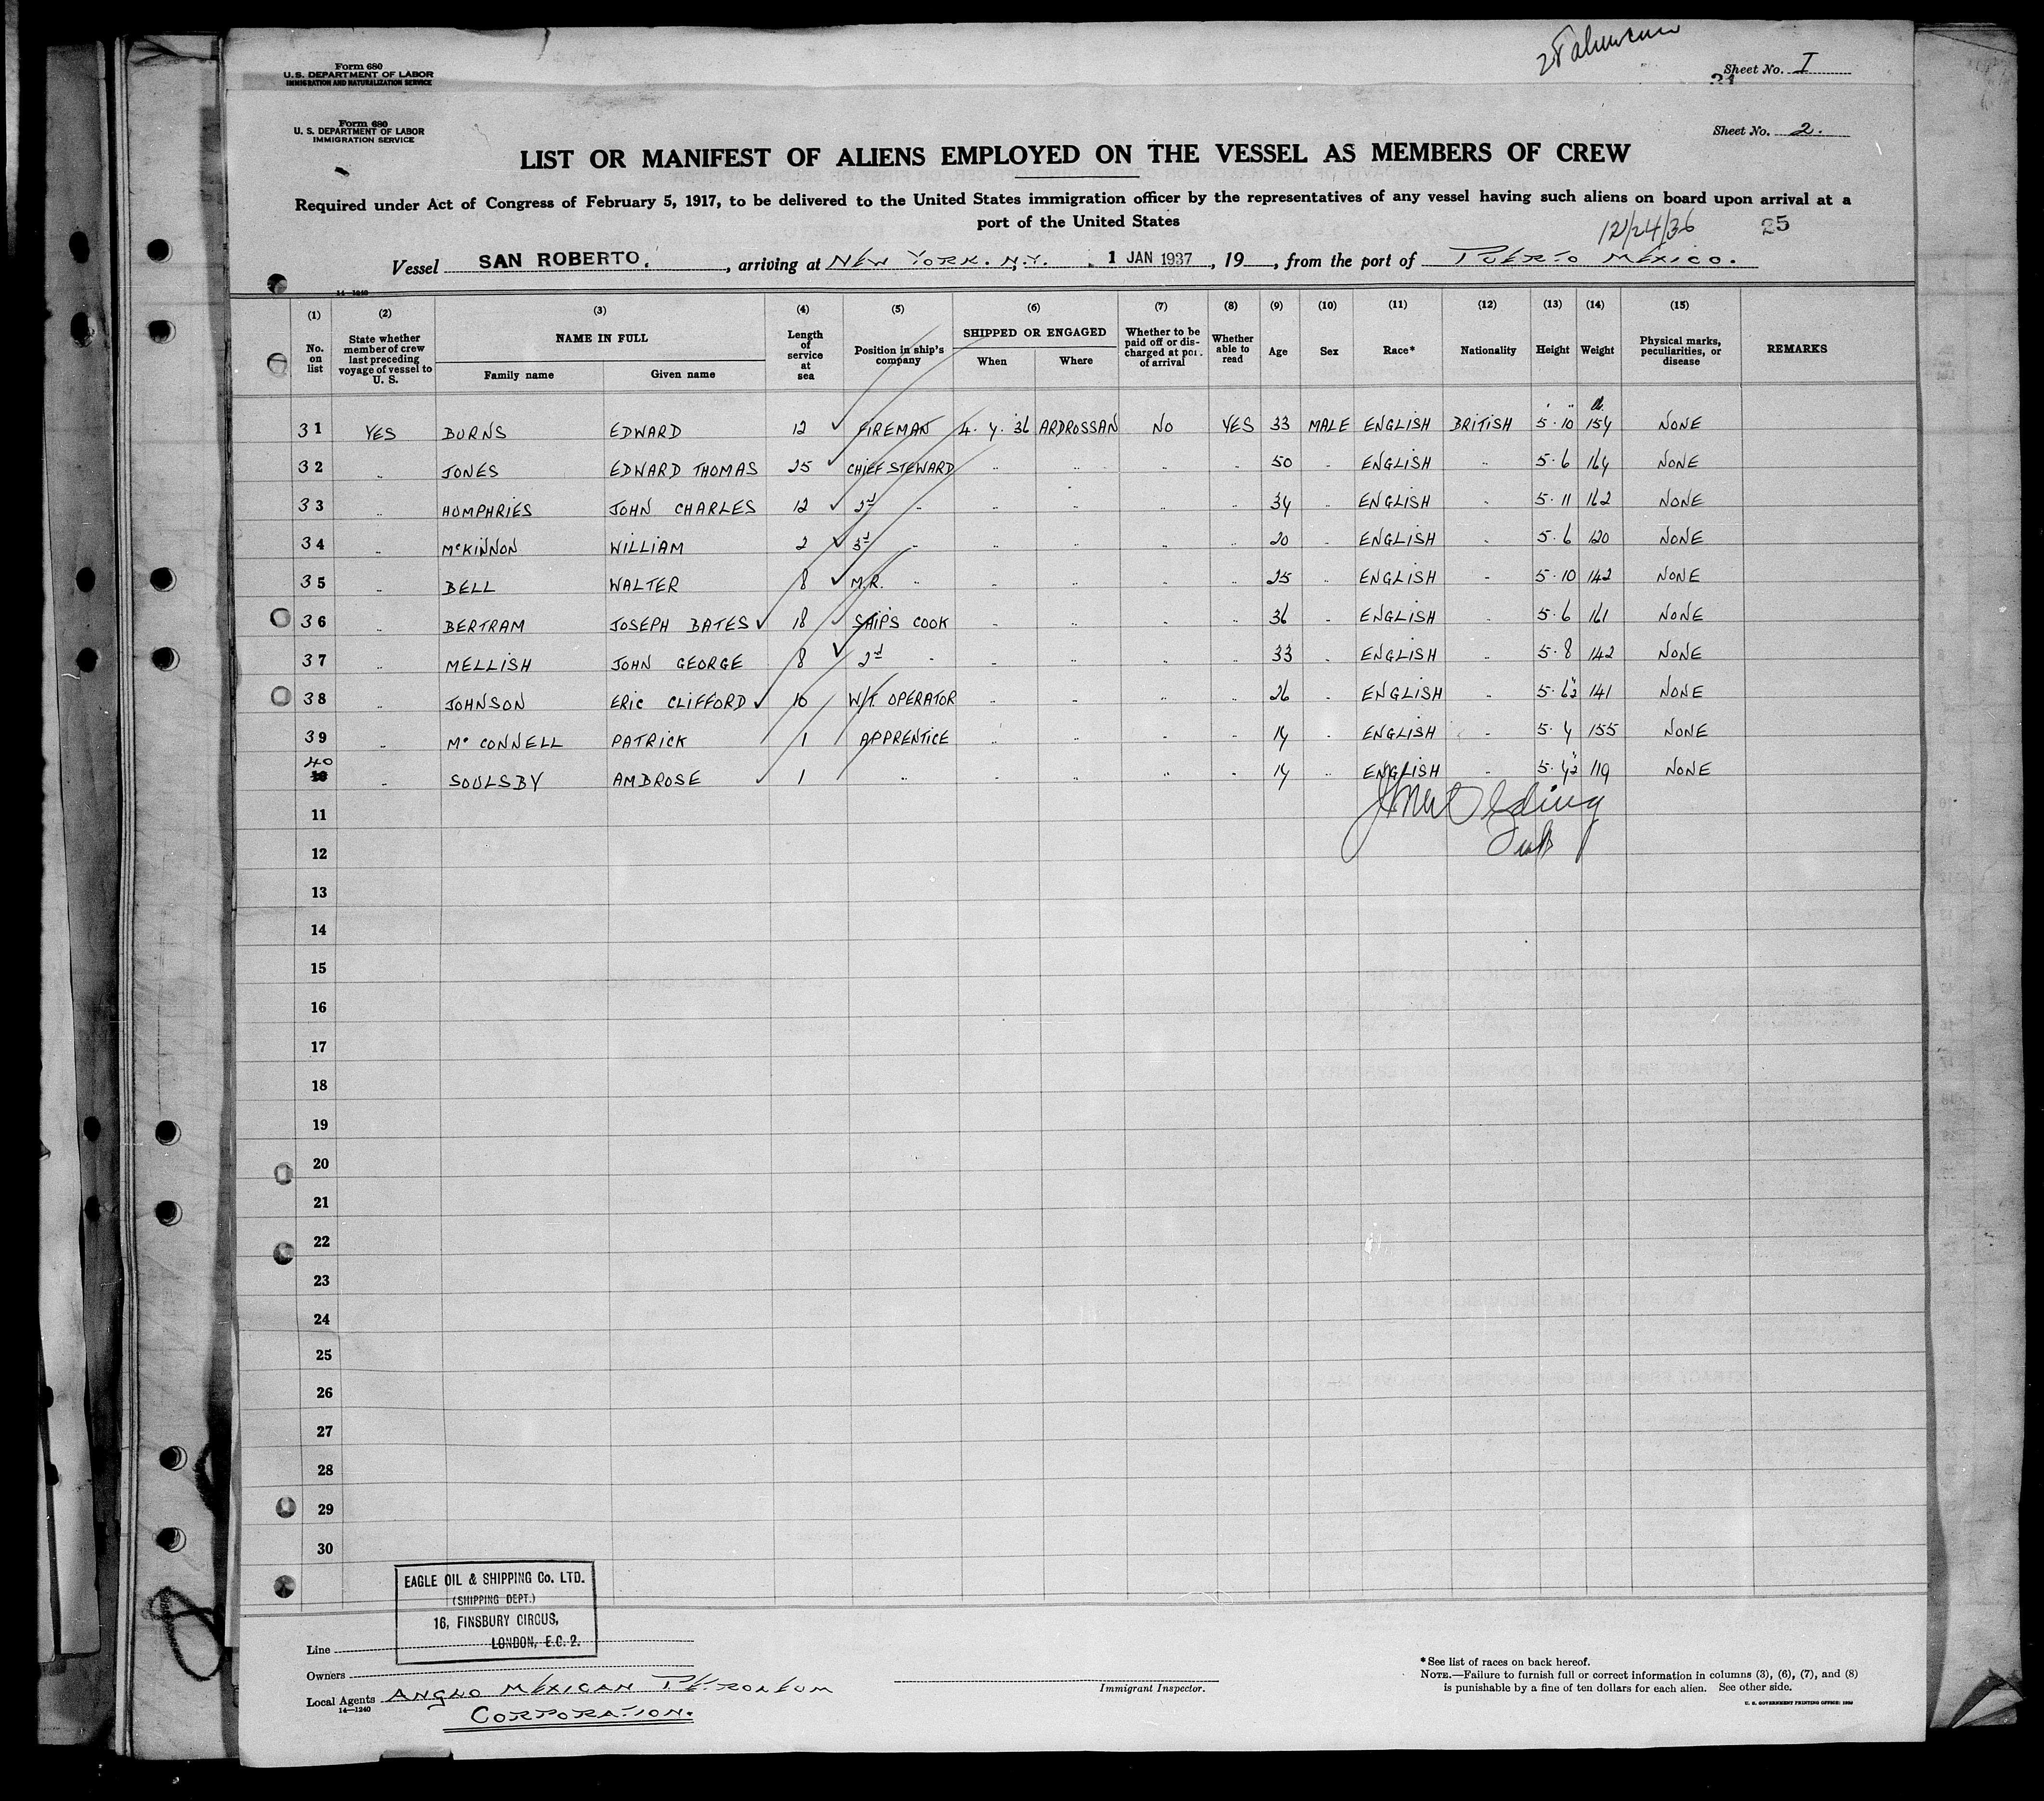 Form 680
U.S. DEPARTMENT OF LABOR
IMMIGRATION AND NATURALIZATION SERVICE
Sheet No. I
Form 680
U. S. DEPARTMENT OF LABOR
IMMIGRATION SERVICE
Sheet No. 2.
LIST OR MANIFEST OF ALIENS EMPLOYED ON THE VESSEL AS MEMBERS OF CREW
Required under Act of Congress of February 5, 1917, to be delivered to the United States immigration officer by the representatives of any vessel having such aliens on board upon arrival at a
port of the United States
12/24/36 25
Vessel SAN ROBERTO. , arriving at NEW YORK. N.Y. , 1 JAN 1937 , 19 , from the port of PUERTO MEXICO.
14-1240
(1) (2) (3) (4) (5) (6) (7) (8) (9) (10) (11) (12) (13) (14) (15)
No. on list State whether member of crew last preceding voyage of vessel to U. S. NAME IN FULL Family name Given name Length of service at sea Position in ship's company SHIPPED OR ENGAGED When Where Whether to be paid off or discharged at port of arrival Whether able to read Age Sex Race* Nationality Height Weight Physical marks, peculiarities, or disease REMARKS
31 YES BURNS EDWARD 12 ✓ FIREMAN 4. 4. 36 ARDROSSAN NO YES 33 MALE ENGLISH BRITISH 5' 10" 154 NONE
32 " JONES EDWARD THOMAS 25 ✓ CHIEF STEWARD " " " " 50 " ENGLISH " 5. 6 164 NONE
33 " HUMPHRIES JOHN CHARLES 12 ✓ 2nd " " " " " 34 " ENGLISH " 5. 11 162 NONE
34 " McKINNON WILLIAM 2 ✓ 3rd " " " " " 20 " ENGLISH " 5. 6 120 NONE
35 " BELL WALTER 8 ✓ M.R. " " " " " 25 " ENGLISH " 5. 10 142 NONE
36 " BERTRAM JOSEPH BATES ✓ 18 ✓ SHIPS COOK " " " " 36 " ENGLISH " 5. 6 161 NONE
37 " MELLISH JOHN GEORGE 8 ✓ 2nd " " " " " 33 " ENGLISH " 5. 8 142 NONE
38 " JOHNSON ERIC CLIFFORD ✓ 10 W/T. OPERATOR " " " " 26 " ENGLISH " 5. 6½ 141 NONE
39 " McCONNELL PATRICK 1 APPRENTICE " " " " 19 " ENGLISH " 5. 4 155 NONE
40 " SOULSBY AMBROSE ✓ 1 " " " " " 19 " ENGLISH " 5. 4½ 119 NONE
11
12
13
14
15
16
17
18
19
20
21
22
23
24
25
26
27
28
29
30
EAGLE OIL & SHIPPING Co. LTD.
(SHIPPING DEPT.)
16, FINSBURY CIRCUS,
LONDON, E.C. 2.
Line
Owners
Local Agents ANGLO MEXICAN PETROLEUM
14—1240
CORPORATION.
Immigrant Inspector.
*See list of races on back hereof.
NOTE.—Failure to furnish full or correct information in columns (3), (6), (7), and (8)
is punishable by a fine of ten dollars for each alien. See other side.